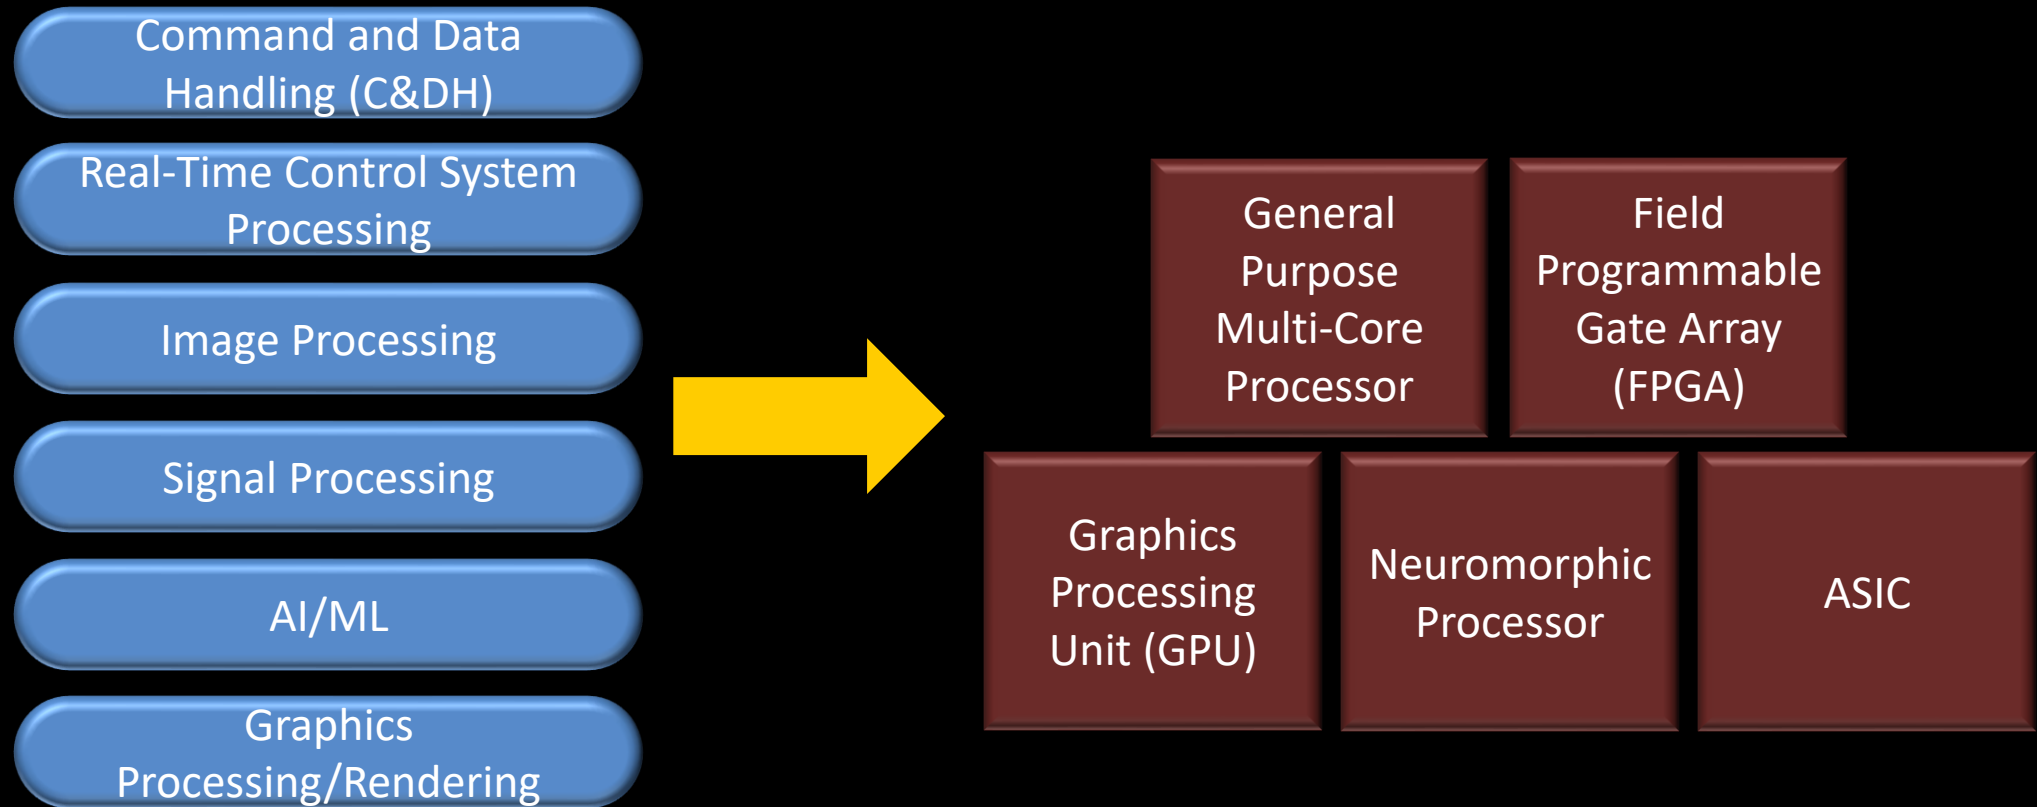 Command and Data
Handling (C&DH)
Real-Time Control System
Processing
Image Processing
Signal Processing
AI/ML
Graphics
Processing/Rendering
General
Purpose
Multi-Core
Processor
Field
Programmable
Gate Array
(FPGA)
Graphics
Processing
Unit (GPU)
Neuromorphic
Processor
ASIC